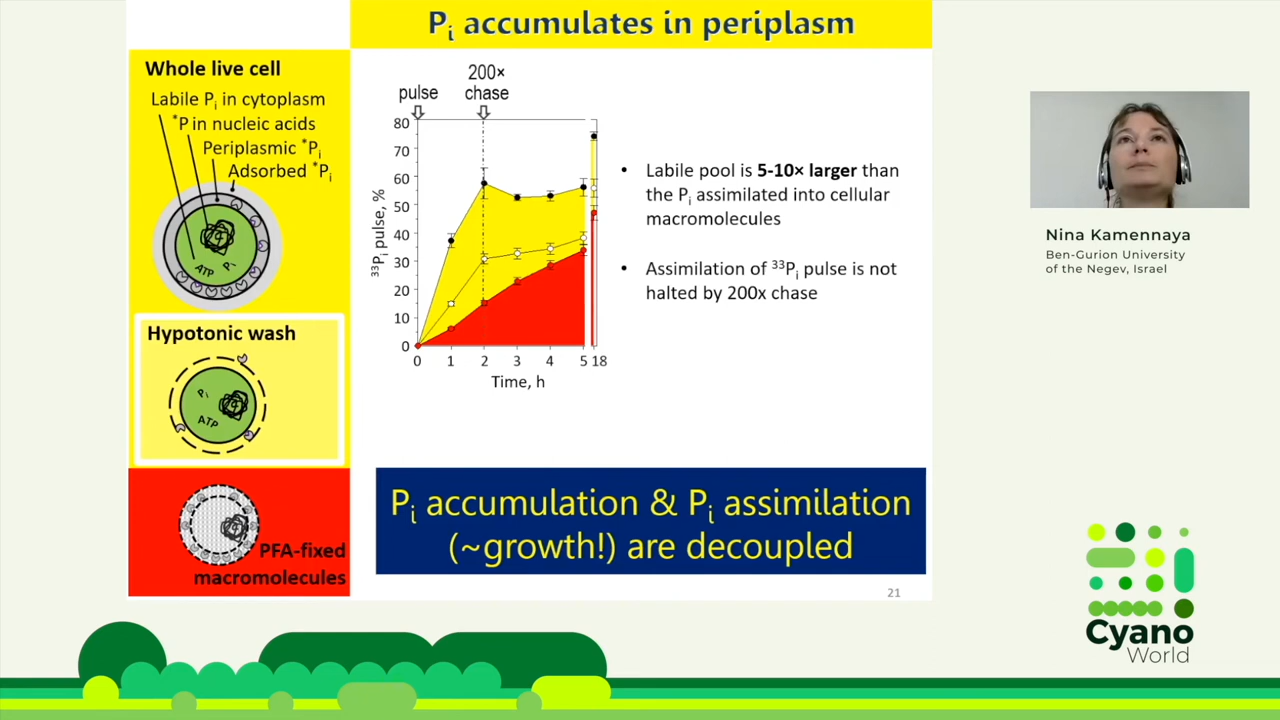 Pi accumulates in periplasm
Whole live cell
Labile Pi in cytoplasm
*P in nucleic acids
Periplasmic *Pi
Adsorbed *Pi
ATP
Pi
Hypotonic wash
Pi
ATP
PFA-fixed
macromolecules
pulse
200×
chase
33Pi pulse, %
80
70
60
50
40
30
20
10
0
0 1 2 3 4 5 18
Time, h
• Labile pool is 5-10× larger than
the Pi assimilated into cellular
macromolecules
• Assimilation of 33Pi pulse is not
halted by 200x chase
Pi accumulation & Pi assimilation
(~growth!) are decoupled
21
Nina Kamennaya
Ben-Gurion University
of the Negev, Israel
Cyano
World